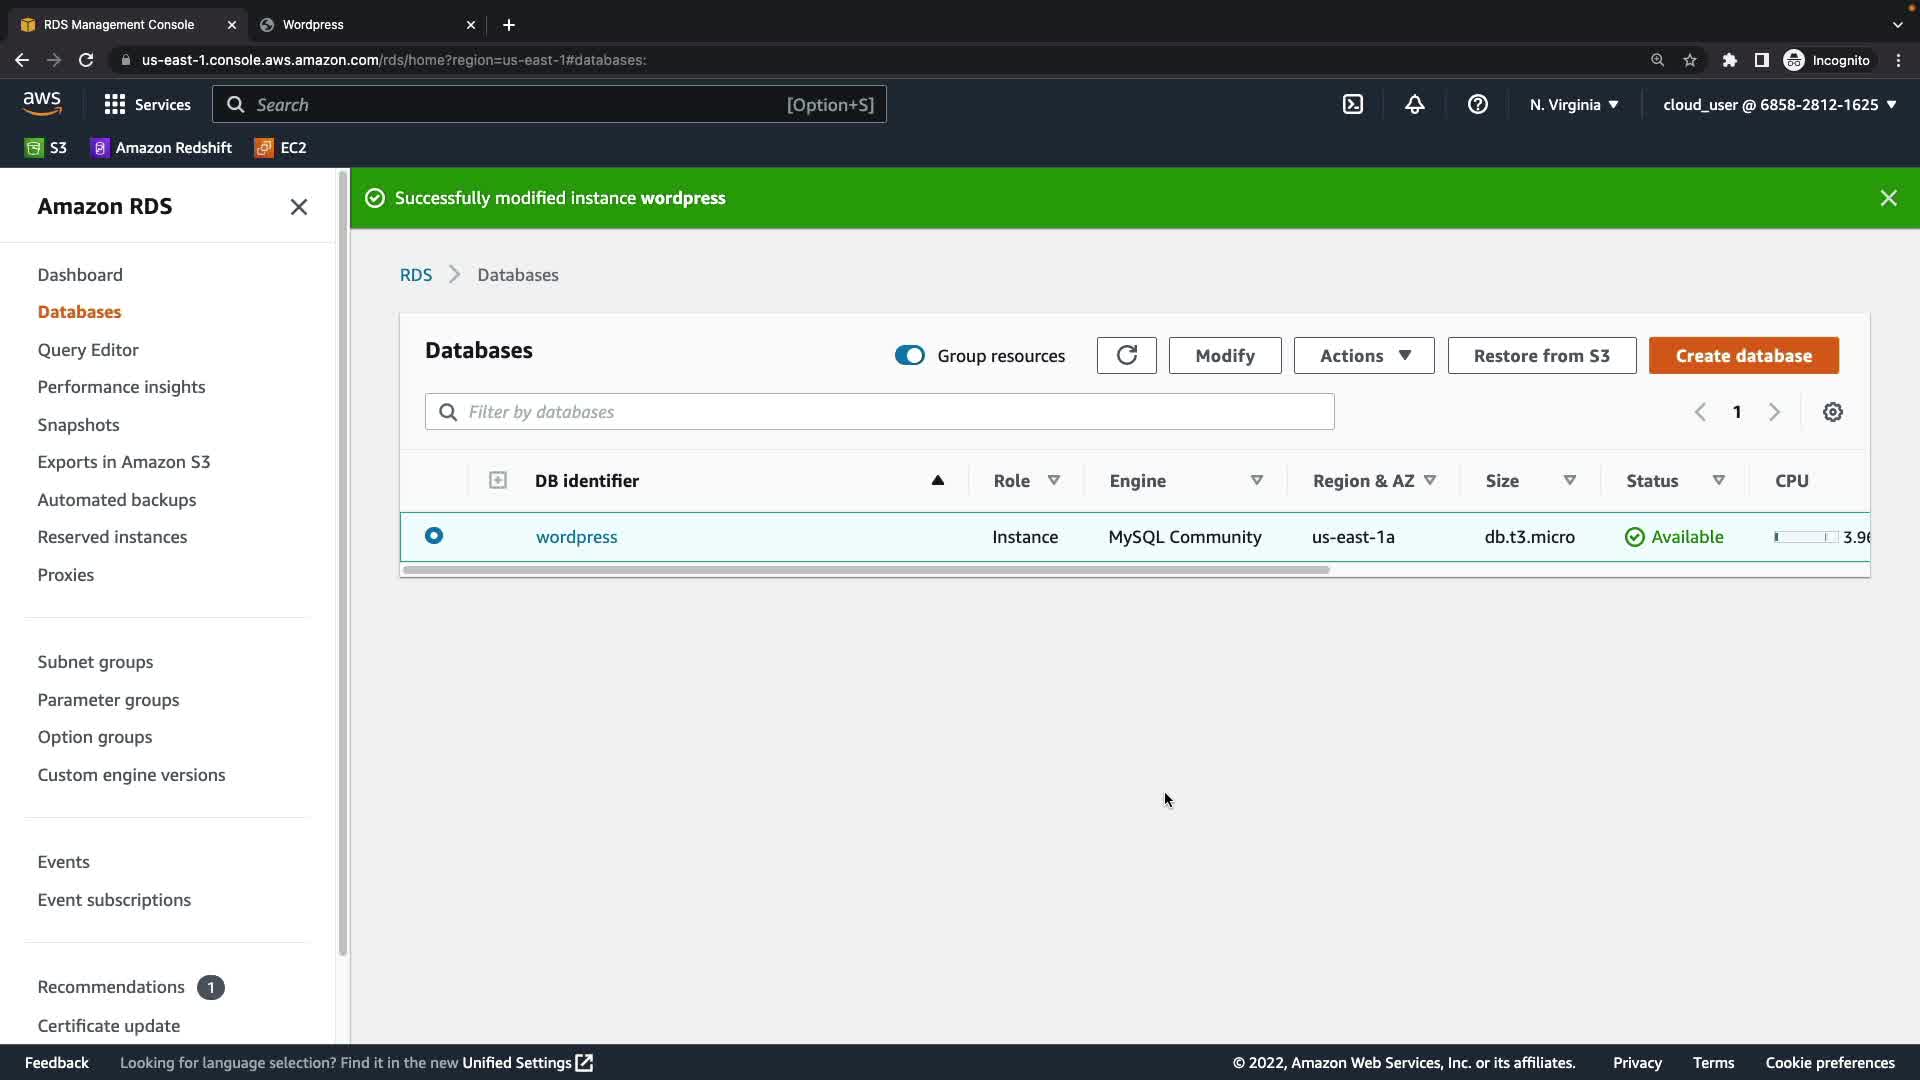 RDS Management Console
Wordpress
us-east-1.console.aws.amazon.com/rds/home?region=us-east-1#databases:
Incognito
aws
Services
Search
[Option+S]
N. Virginia
cloud_user @ 6858-2812-1625
S3
Amazon Redshift
EC2
Amazon RDS
Dashboard
Databases
Query Editor
Performance insights
Snapshots
Exports in Amazon S3
Automated backups
Reserved instances
Proxies
Subnet groups
Parameter groups
Option groups
Custom engine versions
Events
Event subscriptions
Recommendations 1
Certificate update
Successfully modified instance wordpress
RDS > Databases
Databases
Group resources
Modify
Actions
Restore from S3
Create database
Filter by databases
1
DB identifier Role Engine Region & AZ Size Status CPU
wordpress Instance MySQL Community us-east-1a db.t3.micro Available
Feedback
Looking for language selection? Find it in the new Unified Settings
© 2022, Amazon Web Services, Inc. or its affiliates.
Privacy
Terms
Cookie preferences